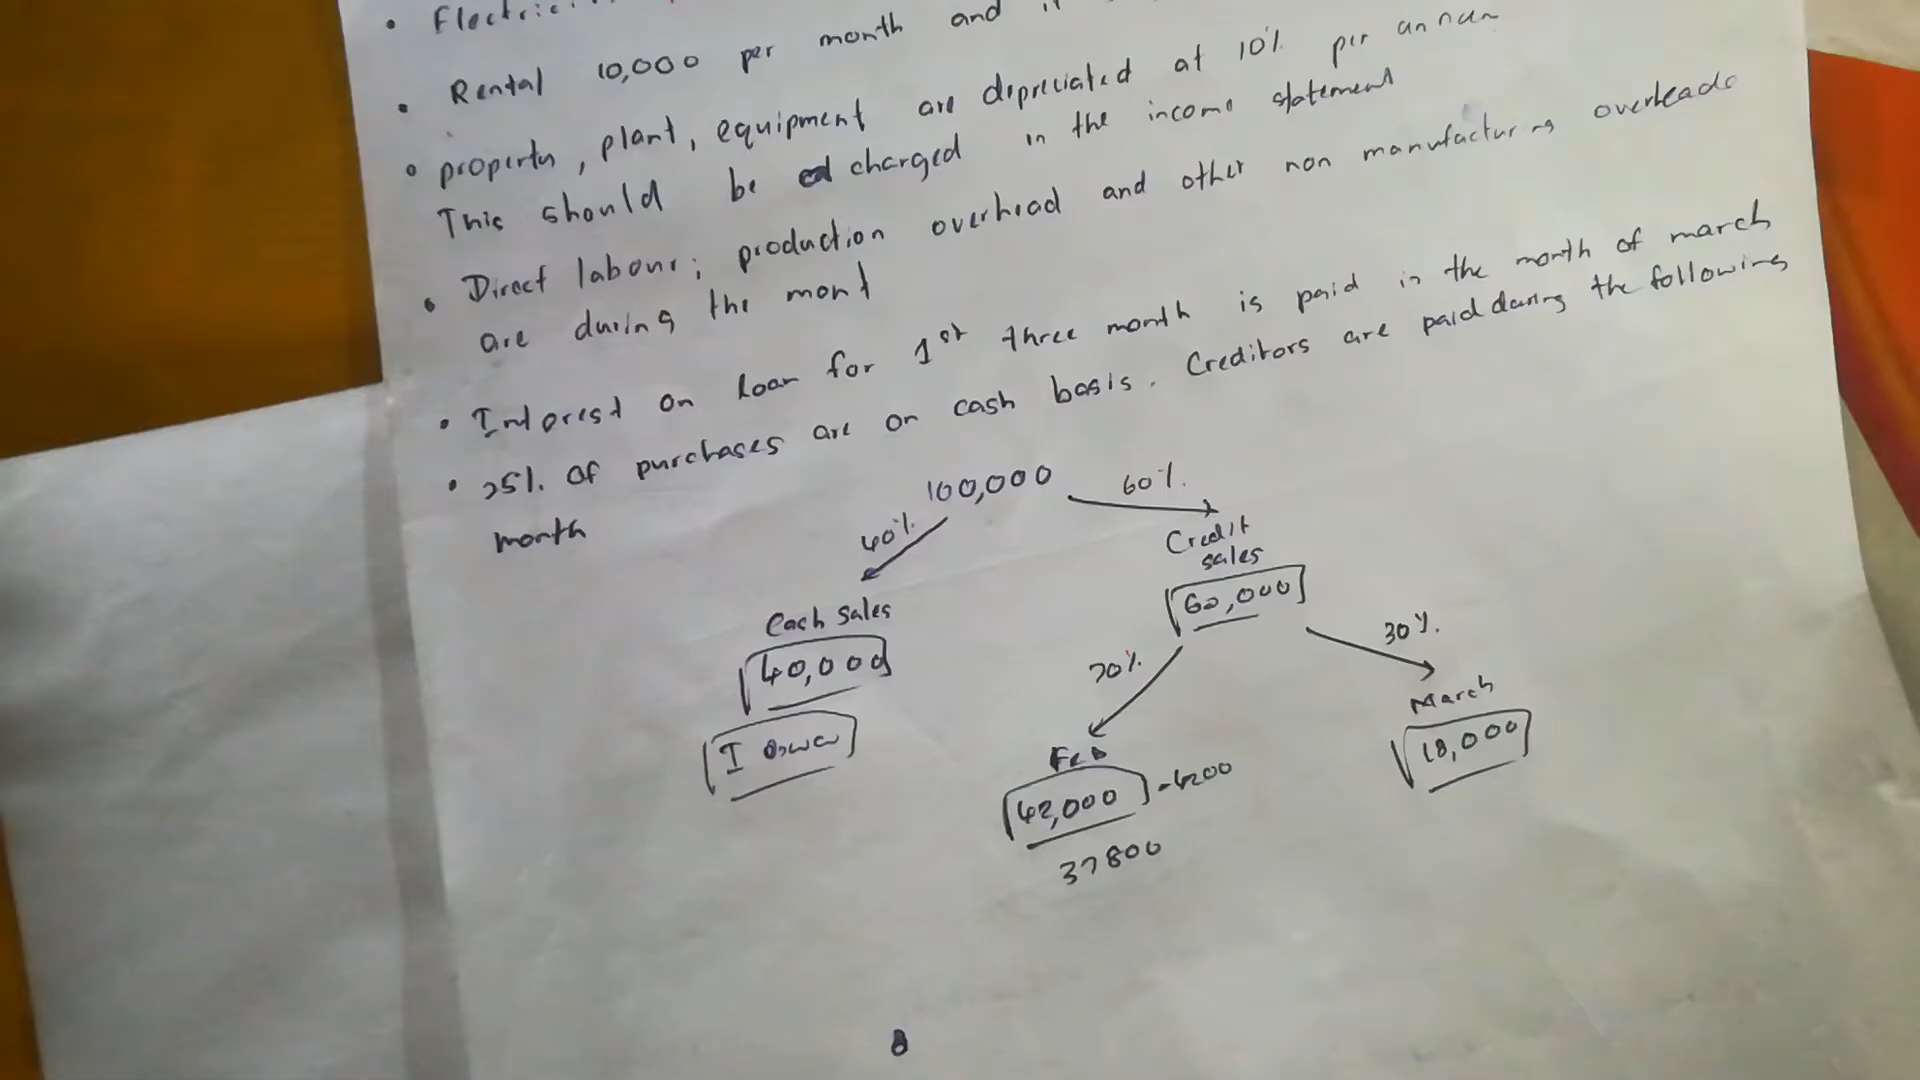 • Electrici
• Rental 10,000 per month and
• property, plant, equipment are depreciated at 10% per annum
This should be charged in the income statement
• Direct labour; production overhead and other non manufacturing overheads
are during the mont
• Interest on loan for 1st three month is paid in the month of march
• 25%. Of purchases are on cash basis. Creditors are paid during the following
month
100,000
40%. 60%.
Cash Sales
40,000
Credit
sales
60,000
70%. 30%.
Feb
42,000 -4200
37800
March
18,000
8